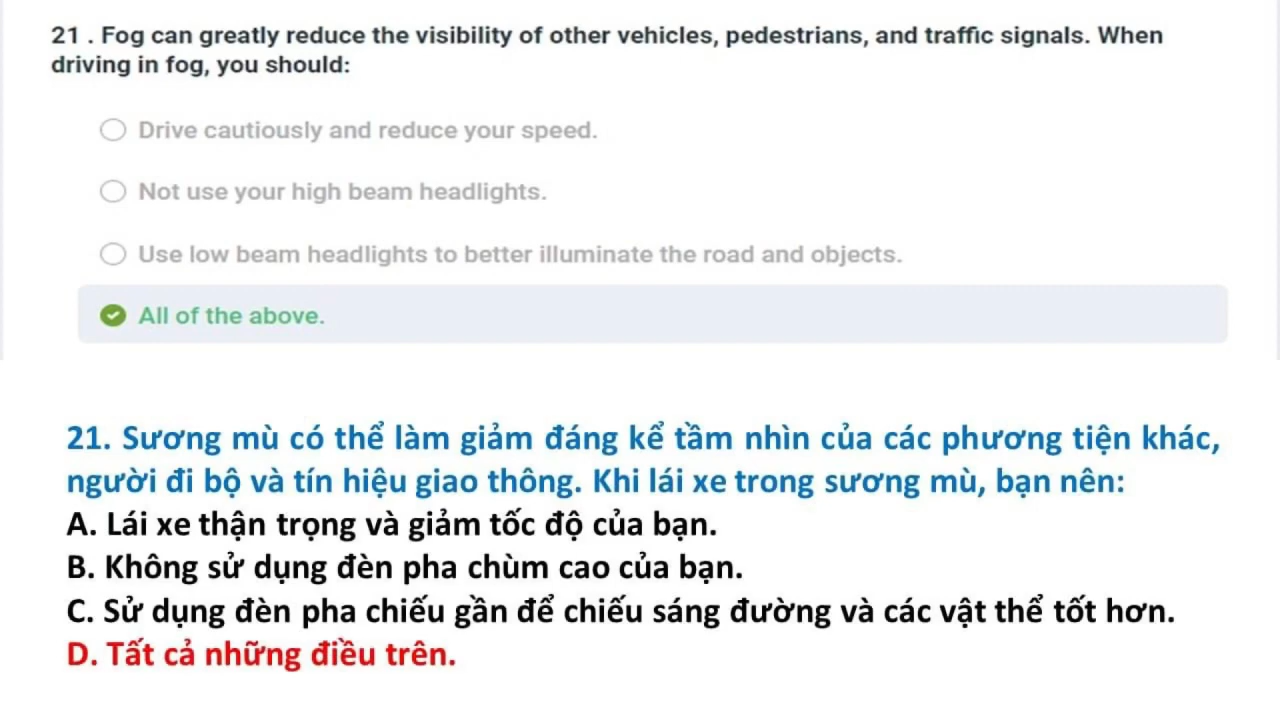 21 . Fog can greatly reduce the visibility of other vehicles, pedestrians, and traffic signals. When
driving in fog, you should:
Drive cautiously and reduce your speed.
Not use your high beam headlights.
Use low beam headlights to better illuminate the road and objects.
All of the above.
21. Sương mù có thể làm giảm đáng kể tầm nhìn của các phương tiện khác,
người đi bộ và tín hiệu giao thông. Khi lái xe trong sương mù, bạn nên:
A. Lái xe thận trọng và giảm tốc độ của bạn.
B. Không sử dụng đèn pha chùm cao của bạn.
C. Sử dụng đèn pha chiếu gần để chiếu sáng đường và các vật thể tốt hơn.
D. Tất cả những điều trên.